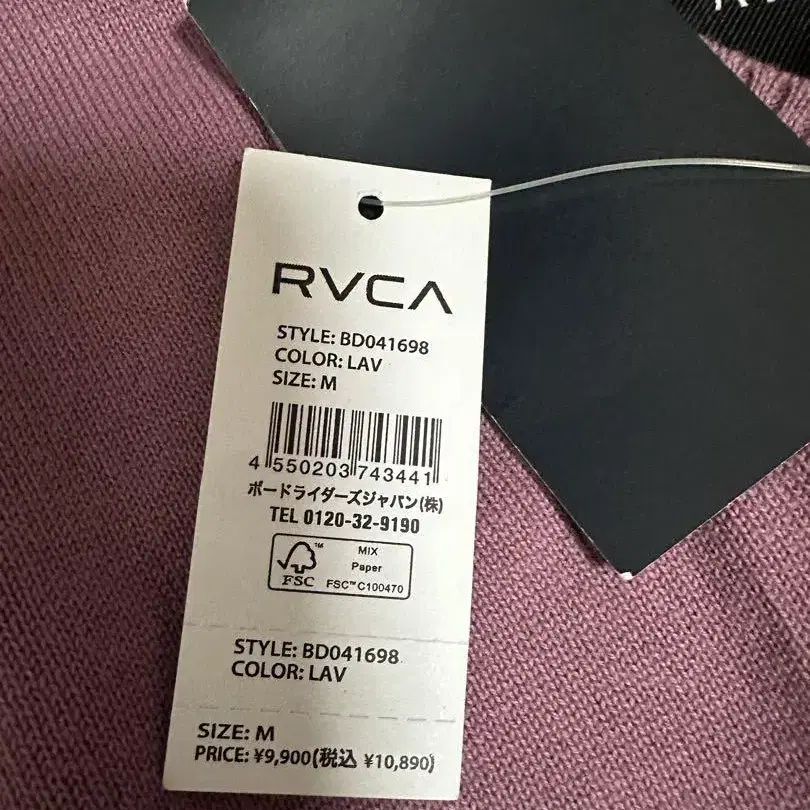 RVCA
STYLE: BD041698
COLOR: LAV
SIZE: M
4 550203 743441
ボードライダーズジャパン(株)
TEL 0120-32-9190
FSC™
MIX
Paper
FSC™ C100470
STYLE: BD041698
COLOR: LAV
SIZE: M
PRICE: ¥9,900(税込 ¥10,890)